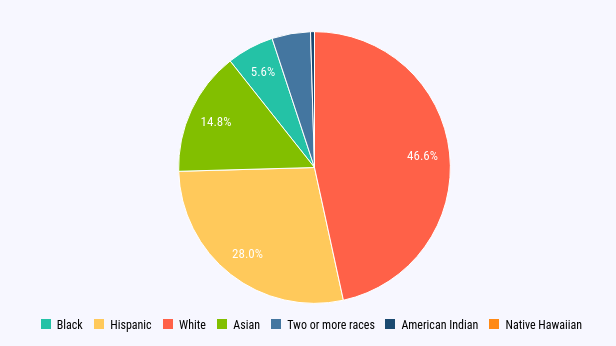 5.6%
14.8%
46.6%
28.0%
Black Hispanic White Asian Two or more races American Indian Native Hawaiian